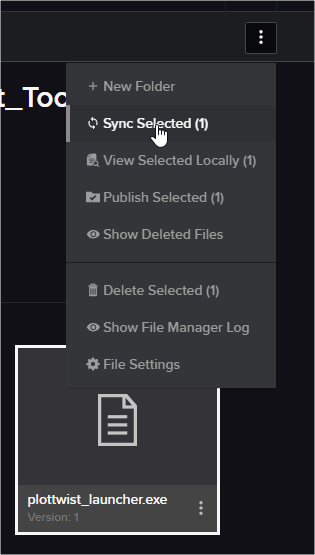 t_Too
New Folder
Sync Selected (1)
View Selected Locally (1)
Publish Selected (1)
Show Deleted Files
Delete Selected (1)
Show File Manager Log
File Settings
plottwist_launcher.exe
Version: 1